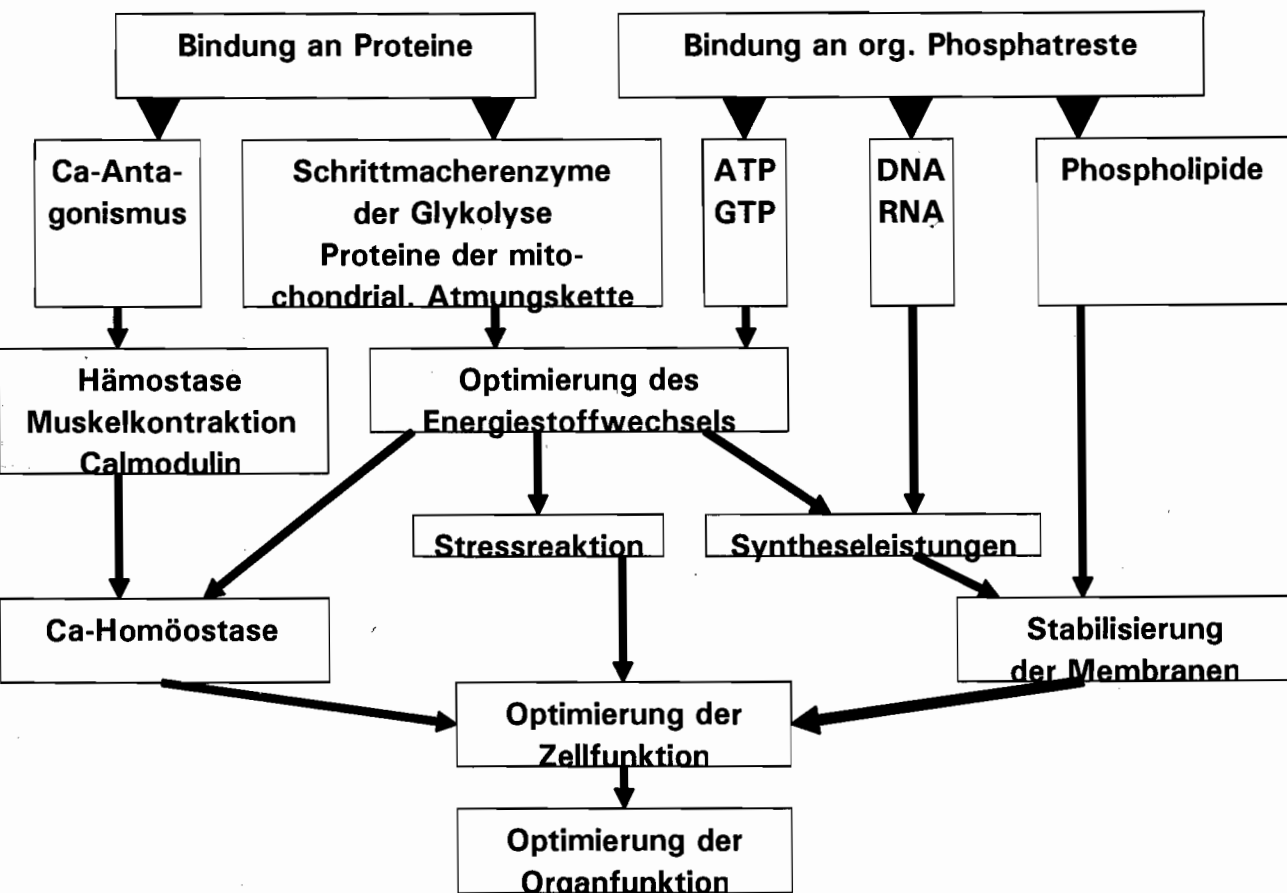 Bindung an Proteine
Bindung an org. Phosphatreste
Ca-Anta-
gonismus
Schrittmacherenzyme
der Glykolyse
Proteine der mito-
chondrial. Atmungskette
ATP
GTP
DNA
RNA
Phospholipide
Hämostase
Muskelkontraktion
Calmodulin
Optimierung des
Energiestoffwechsels
Stressreaktion
Syntheseleistungen
Ca-Homöostase
Stabilisierung
der Membranen
Optimierung der
Zellfunktion
Optimierung der
Organfunktion